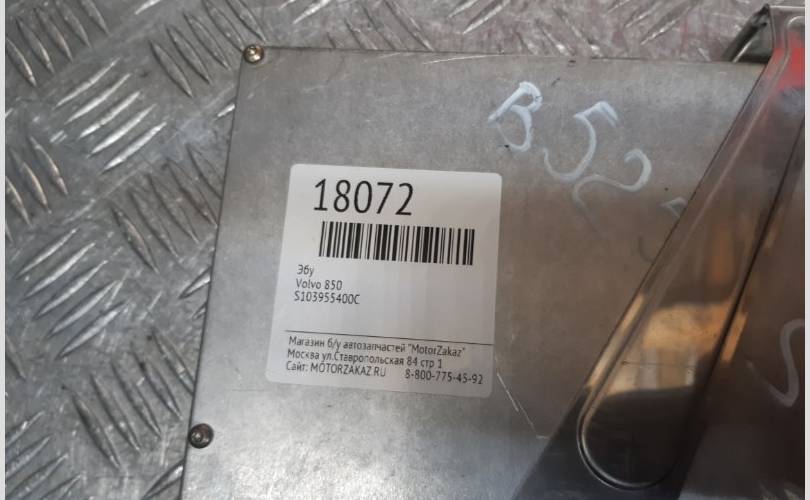 B525
18072
Эбу
Volvo 850
S103955400C
Магазин б/у автозапчастей "MotorZakaz"
Москва ул.Ставропольская 84 стр 1
Сайт: MOTORZAKAZ.RU 8-800-775-45-92